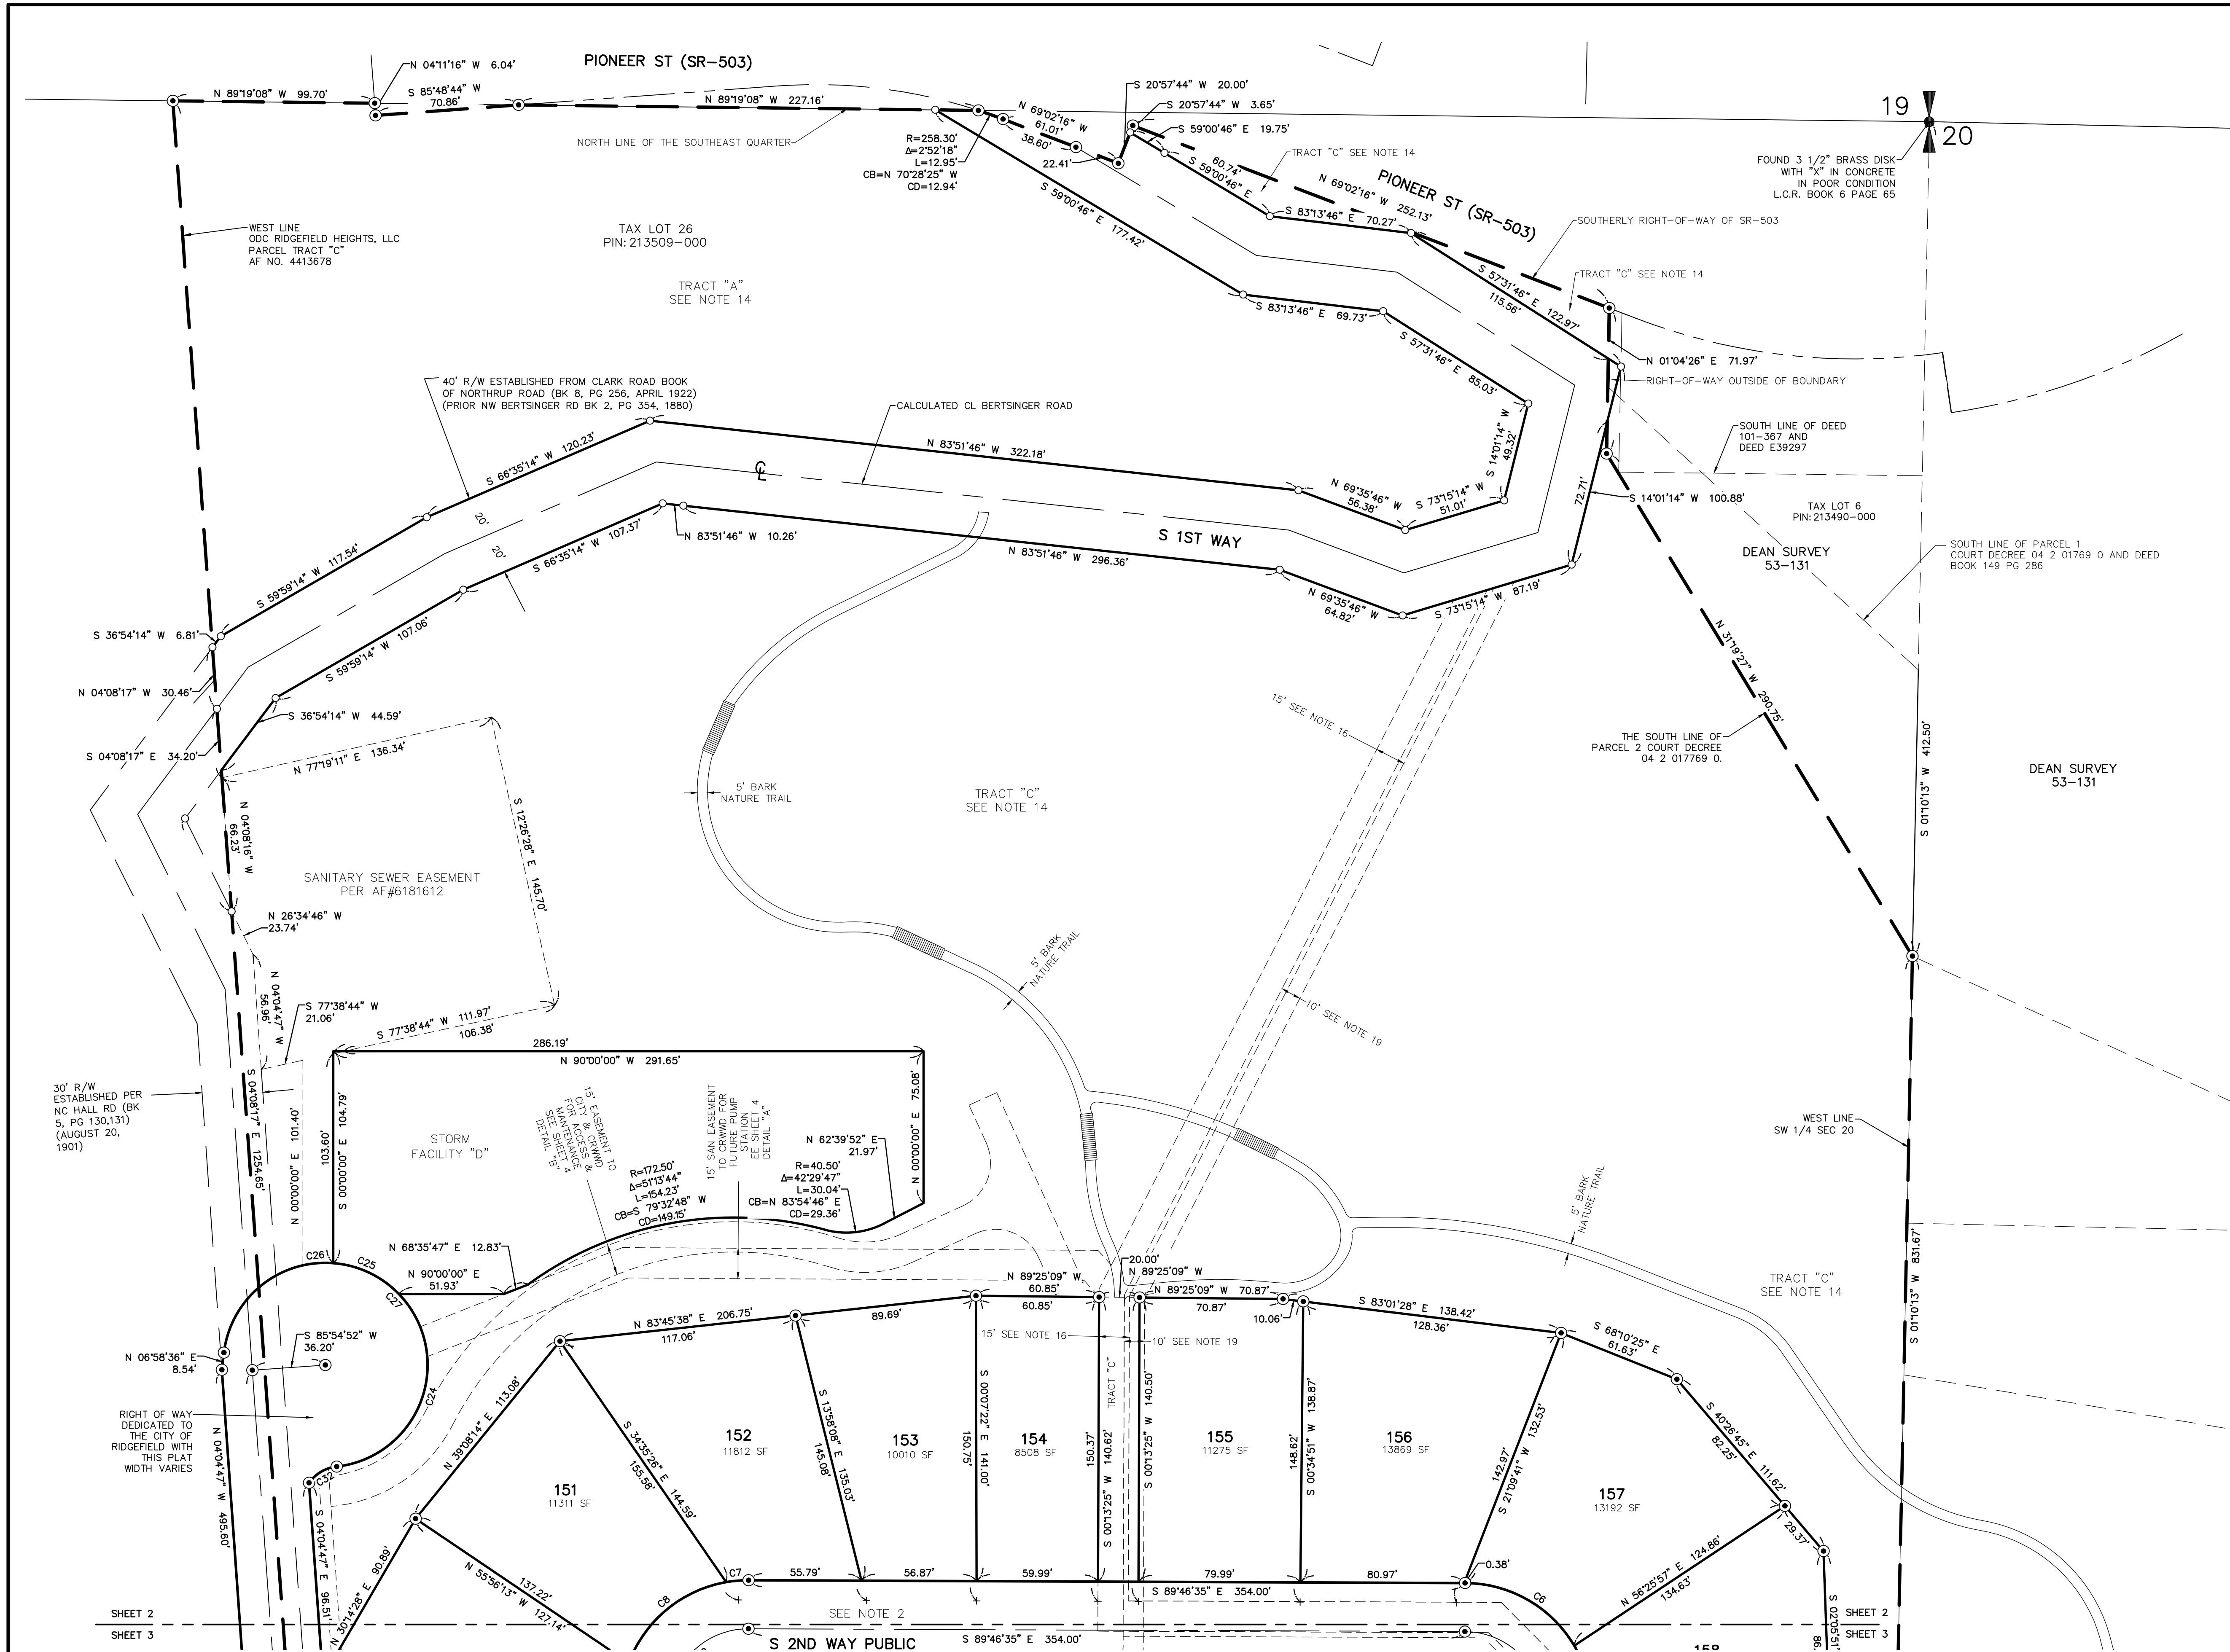 PIONEER ST (SR-503)
N 04°11'16" W 6.04'
N 89°19'08" W 99.70'
S 85°48'44" W
70.86'
N 89°19'08" W 227.16'
NORTH LINE OF THE SOUTHEAST QUARTER
R=258.30'
Δ=2°52'18"
L=12.95'
CB=N 70°28'25" W
CD=12.94'
N 69°02'16" W
61.01'
38.60'
22.41'
S 20°57'44" W 20.00'
S 20°57'44" W 3.65'
S 59°00'46" E 19.75'
S 59°00'46" E
60.74'
TRACT "C" SEE NOTE 14
N 69°02'16" W 252.13'
PIONEER ST (SR-503)
S 83°13'46" E 70.27'
SOUTHERLY RIGHT-OF-WAY OF SR-503
TRACT "C" SEE NOTE 14
19
20
FOUND 3 1/2" BRASS DISK
WITH "X" IN CONCRETE
IN POOR CONDITION
L.C.R. BOOK 6 PAGE 65
WEST LINE
ODC RIDGEFIELD HEIGHTS, LLC
PARCEL TRACT "C"
AF NO. 4413678
TAX LOT 26
PIN: 213509-000
TRACT "A"
SEE NOTE 14
S 59°00'46" E 177.42'
S 83°13'46" E 69.73'
S 57°31'46" E 85.03'
S 57°31'46" E 122.97'
115.56'
N 01°04'26" E 71.97'
RIGHT-OF-WAY OUTSIDE OF BOUNDARY
S 14°01'14" W
49.32'
72.71'
S 14°01'14" W 100.88'
SOUTH LINE OF DEED
101-367 AND
DEED E39297
TAX LOT 6
PIN: 213490-000
DEAN SURVEY
53-131
SOUTH LINE OF PARCEL 1
COURT DECREE 04 2 01769 0 AND DEED
BOOK 149 PG 286
40' R/W ESTABLISHED FROM CLARK ROAD BOOK
OF NORTHRUP ROAD (BK 8, PG 256, APRIL 1922)
(PRIOR NW BERTSINGER RD BK 2, PG 354, 1880)
CALCULATED CL BERTSINGER ROAD
S 66°35'14" W 120.23'
N 83°51'46" W 322.18'
N 69°35'46" W
56.38'
S 73°15'14" W
51.01'
CL
20'
20'
S 59°59'14" W 117.54'
S 66°35'14" W 107.37'
N 83°51'46" W 10.26'
N 83°51'46" W 296.36'
S 1ST WAY
N 69°35'46" W
64.82'
S 73°15'14" W 87.19'
S 36°54'14" W 6.81'
S 59°59'14" W 107.06'
N 04°08'17" W 30.46'
S 36°54'14" W 44.59'
S 04°08'17" E 34.20'
N 77°19'11" E 136.34'
N 04°08'16" W
66.23'
S 12°26'28" E 145.70'
SANITARY SEWER EASEMENT
PER AF#6181612
5' BARK
NATURE TRAIL
TRACT "C"
SEE NOTE 14
15' SEE NOTE 16
N 31°19'27" W 290.75'
THE SOUTH LINE OF
PARCEL 2 COURT DECREE
04 2 017769 0.
S 01°10'13" W 412.50'
DEAN SURVEY
53-131
N 26°34'46" W
23.74'
N 04°04'47" W
56.96'
S 77°38'44" W
21.06'
S 77°38'44" W 111.97'
106.38'
5' BARK
NATURE TRAIL
10' SEE NOTE 19
286.19'
N 90°00'00" W 291.65'
30' R/W
ESTABLISHED PER
NC HALL RD (BK
5, PG 130,131)
(AUGUST 20,
1901)
S 04°08'17" E 1254.65'
N 00°00'00" E 101.40'
103.60'
S 00°00'00" E 104.79'
STORM
FACILITY "D"
15' EASEMENT TO
CITY & CRWWD
FOR ACCESS &
MAINTENANCE
SEE SHEET 4
DETAIL "B"
15' SAN EASEMENT
TO CRWWD FOR
FUTURE PUMP
STATION
EE SHEET 4
DETAIL "A"
R=172.50'
Δ=51°13'44"
L=154.23'
CB=S 79°32'48" W
CD=149.15'
N 62°39'52" E
21.97'
R=40.50'
Δ=42°29'47"
L=30.04'
CB=N 83°54'46" E
CD=29.36'
N 00°00'00" E 75.08'
WEST LINE
SW 1/4 SEC 20
5' BARK
NATURE TRAIL
S 01°10'13" W 831.67'
TRACT "C"
SEE NOTE 14
C26
C25
C27
C24
C32
N 68°35'47" E 12.83'
N 90°00'00" E
51.93'
S 85°54'52" W
36.20'
N 06°58'36" E
8.54'
RIGHT OF WAY
DEDICATED TO
THE CITY OF
RIDGEFIELD WITH
THIS PLAT
WIDTH VARIES
N 04°04'47" W 495.60'
S 04°04'47" E 96.51'
N 30°14'28" E 90.89'
N 39°08'14" E 113.08'
N 83°45'38" E 206.75'
117.06'
89.69'
N 89°25'09" W
60.85'
60.85'
20.00'
N 89°25'09" W
N 89°25'09" W 70.87'
70.87'
10.06'
S 83°01'28" E 138.42'
128.36'
S 68°10'25" E
61.63'
S 40°26'45" E 111.62'
82.25'
29.37'
15' SEE NOTE 16
10' SEE NOTE 19
TRACT "C"
151
11311 SF
152
11812 SF
153
10010 SF
154
8508 SF
155
11275 SF
156
13869 SF
157
13192 SF
S 34°35'26" E 144.59'
155.58'
S 13°58'08" E 135.03'
145.08'
150.75'
S 00°07'22" E 141.00'
150.37'
S 00°13'25" W 140.62'
S 00°13'25" W 140.50'
148.62'
S 00°34'51" W 138.87'
142.97'
S 21°09'41" W 132.53'
N 56°25'57" E 124.86'
134.63'
137.22'
N 55°56'13" W 127.14'
C8
C7
55.79'
56.87'
59.99'
79.99'
80.97'
0.38'
C6
S 89°46'35" E 354.00'
SEE NOTE 2
S 2ND WAY PUBLIC
S 89°46'35" E 354.00'
SHEET 2
SHEET 3
SHEET 2
SHEET 3
S 02°05'51"
86.
158